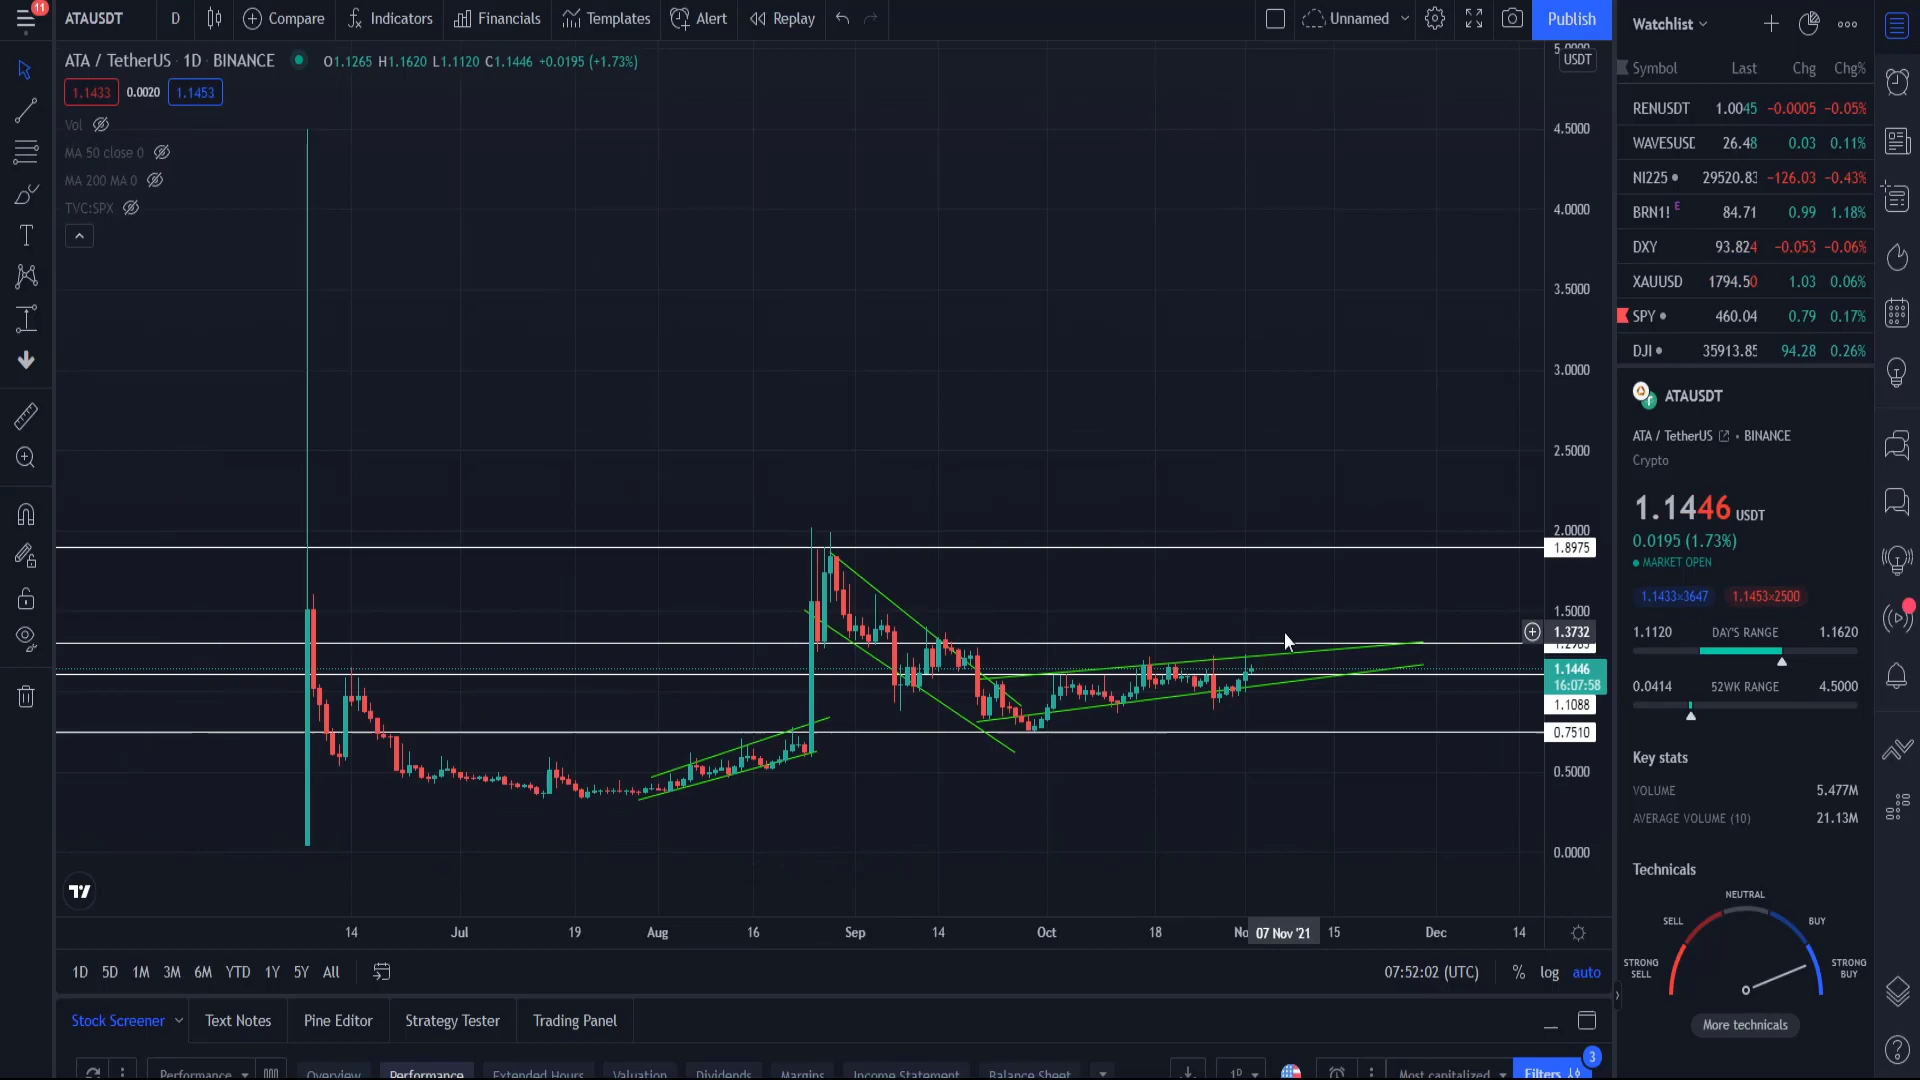 11
ATAUSDT D Compare Indicators Financials Templates Alert Replay Unnamed Publish
ATA / TetherUS · 1D · BINANCE O1.1265 H1.1620 L1.1120 C1.1446 +0.0195 (+1.73%)
1.1433 0.0020 1.1453
Vol
MA 50 close 0
MA 200 MA 0
TVC:SPX
5.0000
USDT
4.5000
4.0000
3.5000
3.0000
2.5000
2.0000
1.8975
1.5000
1.3732
1.1446
16:07:58
1.1088
0.7510
0.5000
0.0000
14 Jul 19 Aug 16 Sep 14 Oct 18 No 07 Nov '21 15 Dec 14
1D 5D 1M 3M 6M YTD 1Y 5Y All 07:52:02 (UTC) % log auto
Stock Screener Text Notes Pine Editor Strategy Tester Trading Panel
Performance Overview Performance Extended Hours Valuation Dividends Margins Income Statement Balance Sheet 1D Most capitalized Filters 3
Watchlist
Symbol Last Chg Chg%
RENUSDT 1.0045 −0.0005 −0.05%
WAVESUSD 26.48 0.03 0.11%
NI225 29520.83 −126.03 −0.43%
BRN1! E 84.71 0.99 1.18%
DXY 93.824 −0.053 −0.06%
XAUUSD 1794.50 1.03 0.06%
SPY 460.04 0.79 0.17%
DJI 35913.85 94.28 0.26%
ATAUSDT
ATA / TetherUS • BINANCE
Crypto
1.1446 USDT
0.0195 (1.73%)
MARKET OPEN
1.1433×3647 1.1453×2500
1.1120 DAY'S RANGE 1.1620
0.0414 52WK RANGE 4.5000
Key stats
VOLUME 5.477M
AVERAGE VOLUME (10) 21.13M
Technicals
NEUTRAL
SELL BUY
STRONG SELL STRONG BUY
More technicals